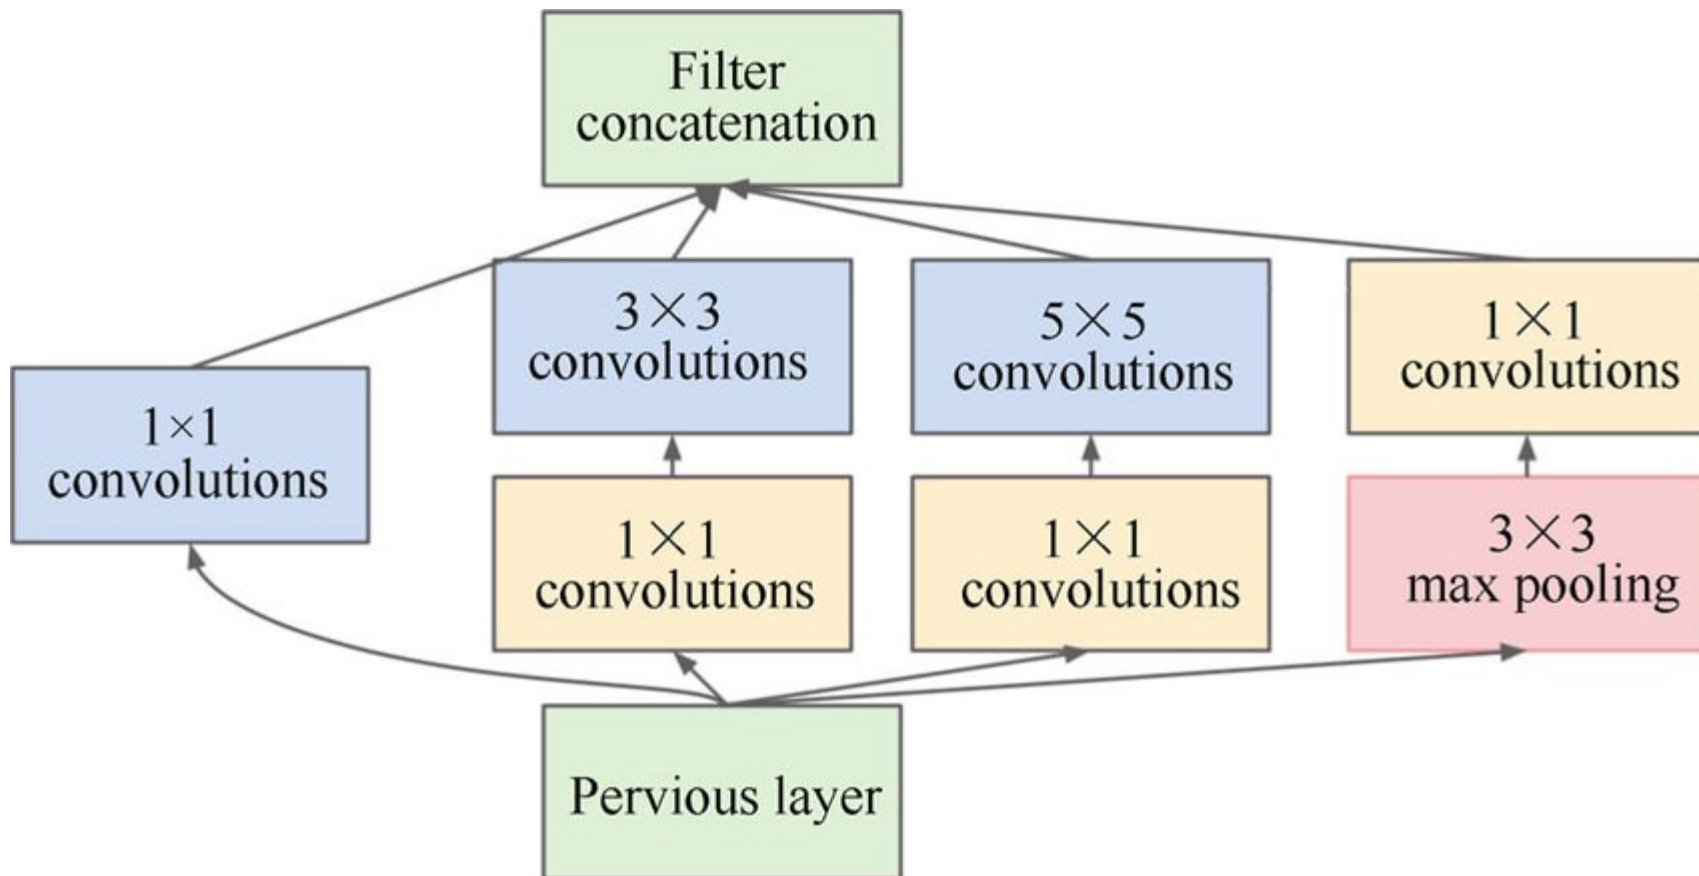 Filter
concatenation
3×3
convolutions
5×5
convolutions
1×1
convolutions
1×1
convolutions
1×1
convolutions
1×1
convolutions
3×3
max pooling
Pervious layer